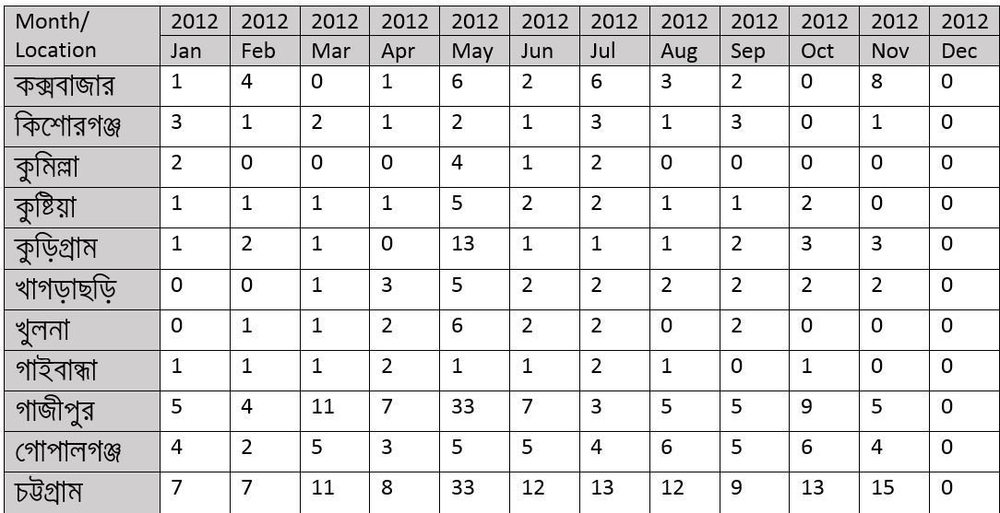 Month/ 2012 2012 2012 2012 2012 2012 2012 2012 2012 2012 2012 2012
Location Jan Feb Mar Apr May Jun Jul Aug Sep Oct Nov Dec
কক্সবাজার 1 4 0 1 6 2 6 3 2 0 8 0
কিশোরগঞ্জ 3 1 2 1 2 1 3 1 3 0 1 0
কুমিল্লা 2 0 0 0 4 1 2 0 0 0 0 0
কুষ্টিয়া 1 1 1 1 5 2 2 1 1 2 0 0
কুড়িগ্রাম 1 2 1 0 13 1 1 1 2 3 3 0
খাগড়াছড়ি 0 0 1 3 5 2 2 2 2 2 2 0
খুলনা 0 1 1 2 6 2 2 0 2 0 0 0
গাইবান্ধা 1 1 1 2 1 1 2 1 0 1 0 0
গাজীপুর 5 4 11 7 33 7 3 5 5 9 5 0
গোপালগঞ্জ 4 2 5 3 5 5 4 6 5 6 4 0
চট্টগ্রাম 7 7 11 8 33 12 13 12 9 13 15 0